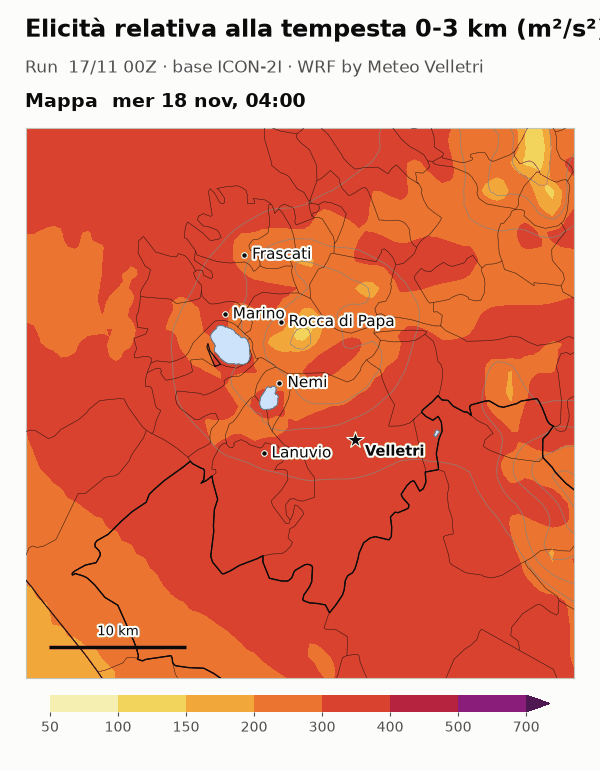 Elicità relativa alla tempesta 0-3 km (m²/s²)
Run 17/11 00Z · base ICON-2I · WRF by Meteo Velletri
Mappa mer 18 nov, 04:00
Frascati
Marino
Rocca di Papa
Nemi
Velletri
Lanuvio
10 km
50 100 150 200 300 400 500 700